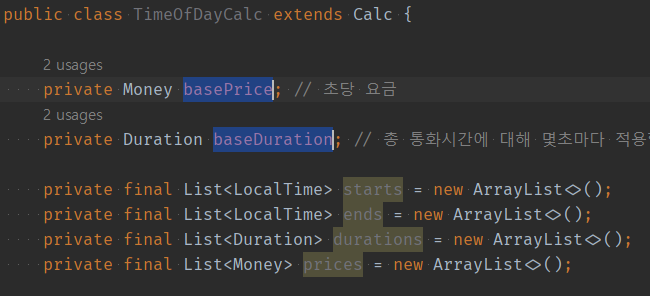 public class TimeOfDayCalc extends Calc {
2 usages
private Money basePrice; // 초당 요금
2 usages
private Duration baseDuration; // 총 통화시간에 대해 몇초마다
private final List<LocalTime> starts = new ArrayList<>();
private final List<LocalTime> ends = new ArrayList<>();
private final List<Duration> durations = new ArrayList<>();
private final List<Money> prices = new ArrayList<>();